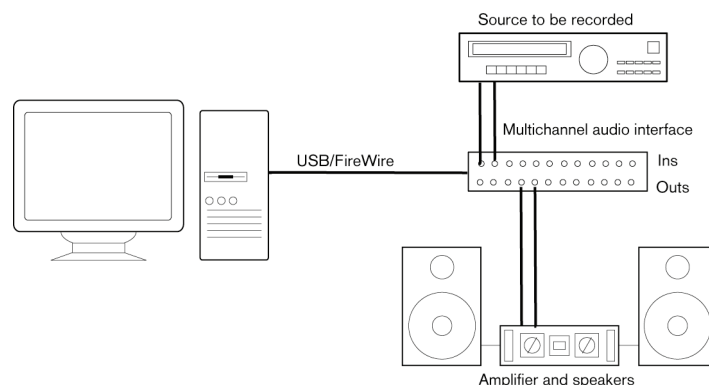 Source to be recorded
Multichannel audio interface
USB/FireWire
Ins
Outs
Amplifier and speakers